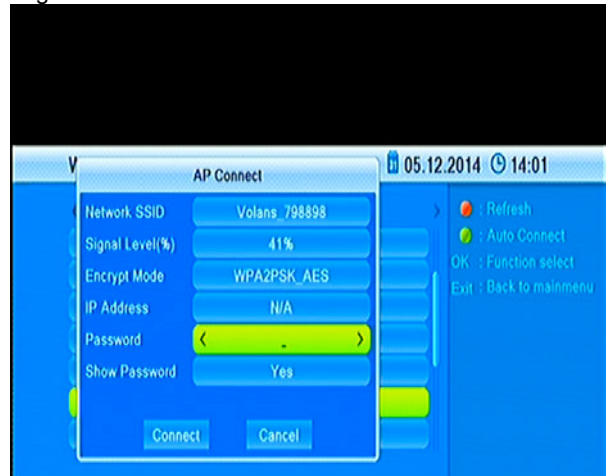 W
05.12.2014 14:01
AP Connect
Network SSID Volans_798898
Signal Level(%) 41%
Encrypt Mode WPA2PSK_AES
IP Address N/A
Password < _ >
Show Password Yes
Connect Cancel
: Refresh
: Auto Connect
OK : Function select
Exit : Back to mainmenu